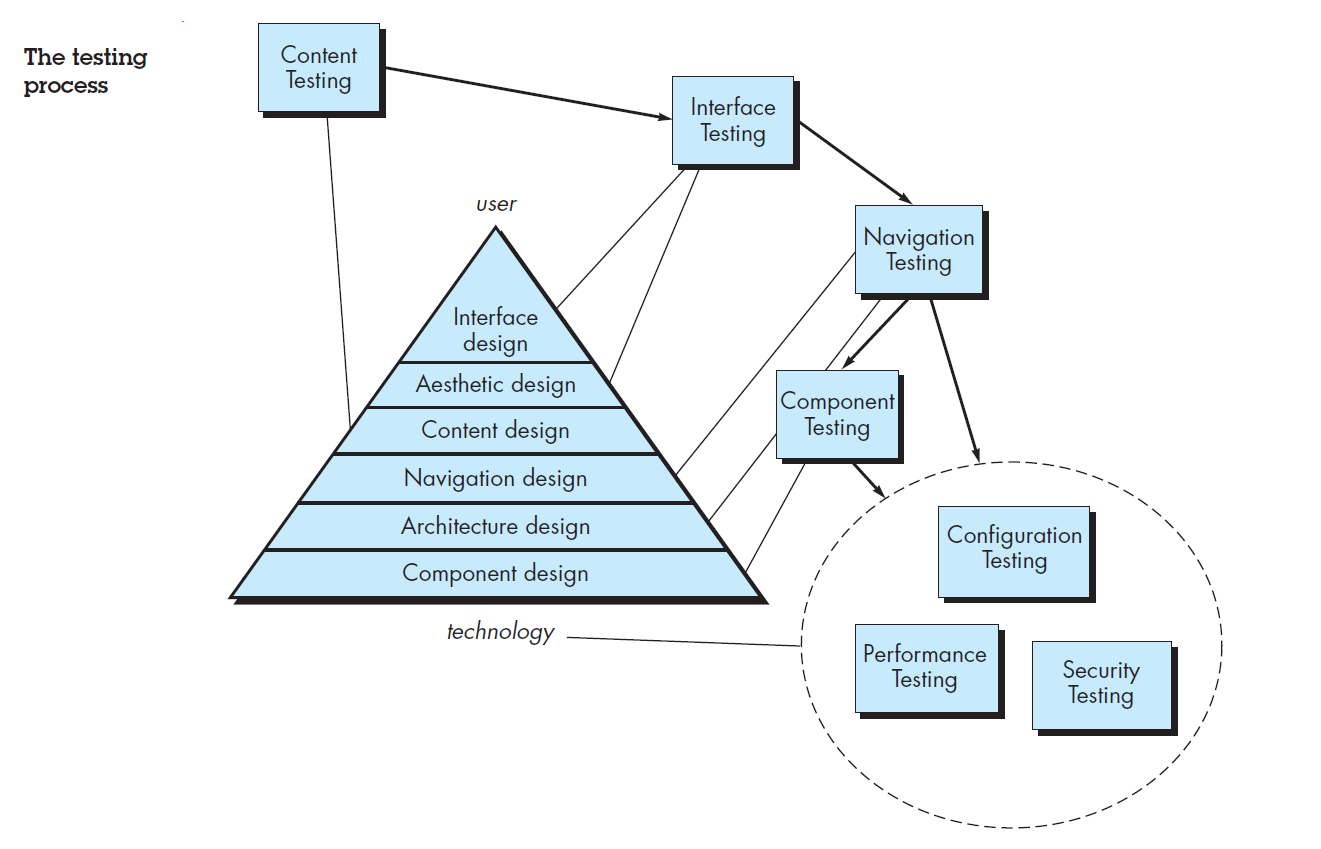 The testing
process
Content
Testing
Interface
Testing
user
Navigation
Testing
Interface
design
Aesthetic design
Component
Testing
Content design
Navigation design
Architecture design
Component design
Configuration
Testing
technology
Performance
Testing
Security
Testing